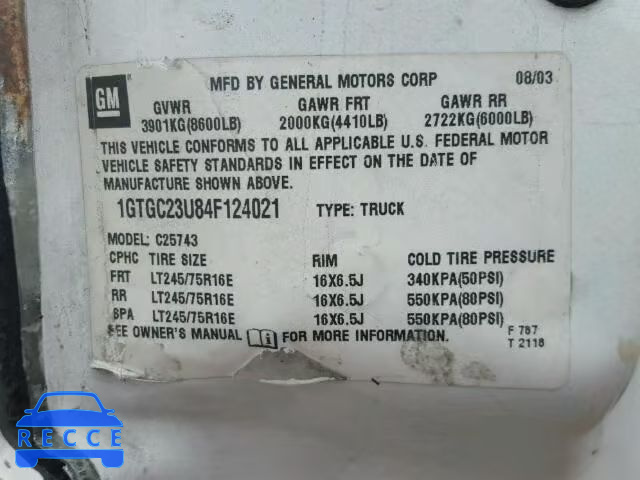 GM
MFD BY GENERAL MOTORS CORP 08/03
GVWR GAWR FRT GAWR RR
3901KG(8600LB) 2000KG(4410LB) 2722KG(6000LB)
THIS VEHICLE CONFORMS TO ALL APPLICABLE U.S. FEDERAL MOTOR
VEHICLE SAFETY STANDARDS IN EFFECT ON THE DATE OF
MANUFACTURE SHOWN ABOVE.
1GTGC23U84F124021 TYPE: TRUCK
MODEL: C25743
CPHC TIRE SIZE RIM COLD TIRE PRESSURE
FRT LT245/75R16E 16X6.5J 340KPA(50PSI)
RR LT245/75R16E 16X6.5J 550KPA(80PSI)
SPA LT245/75R16E 16X6.5J 550KPA(80PSI)
SEE OWNER'S MANUAL FOR MORE INFORMATION. F 787
T 2118
RECCE